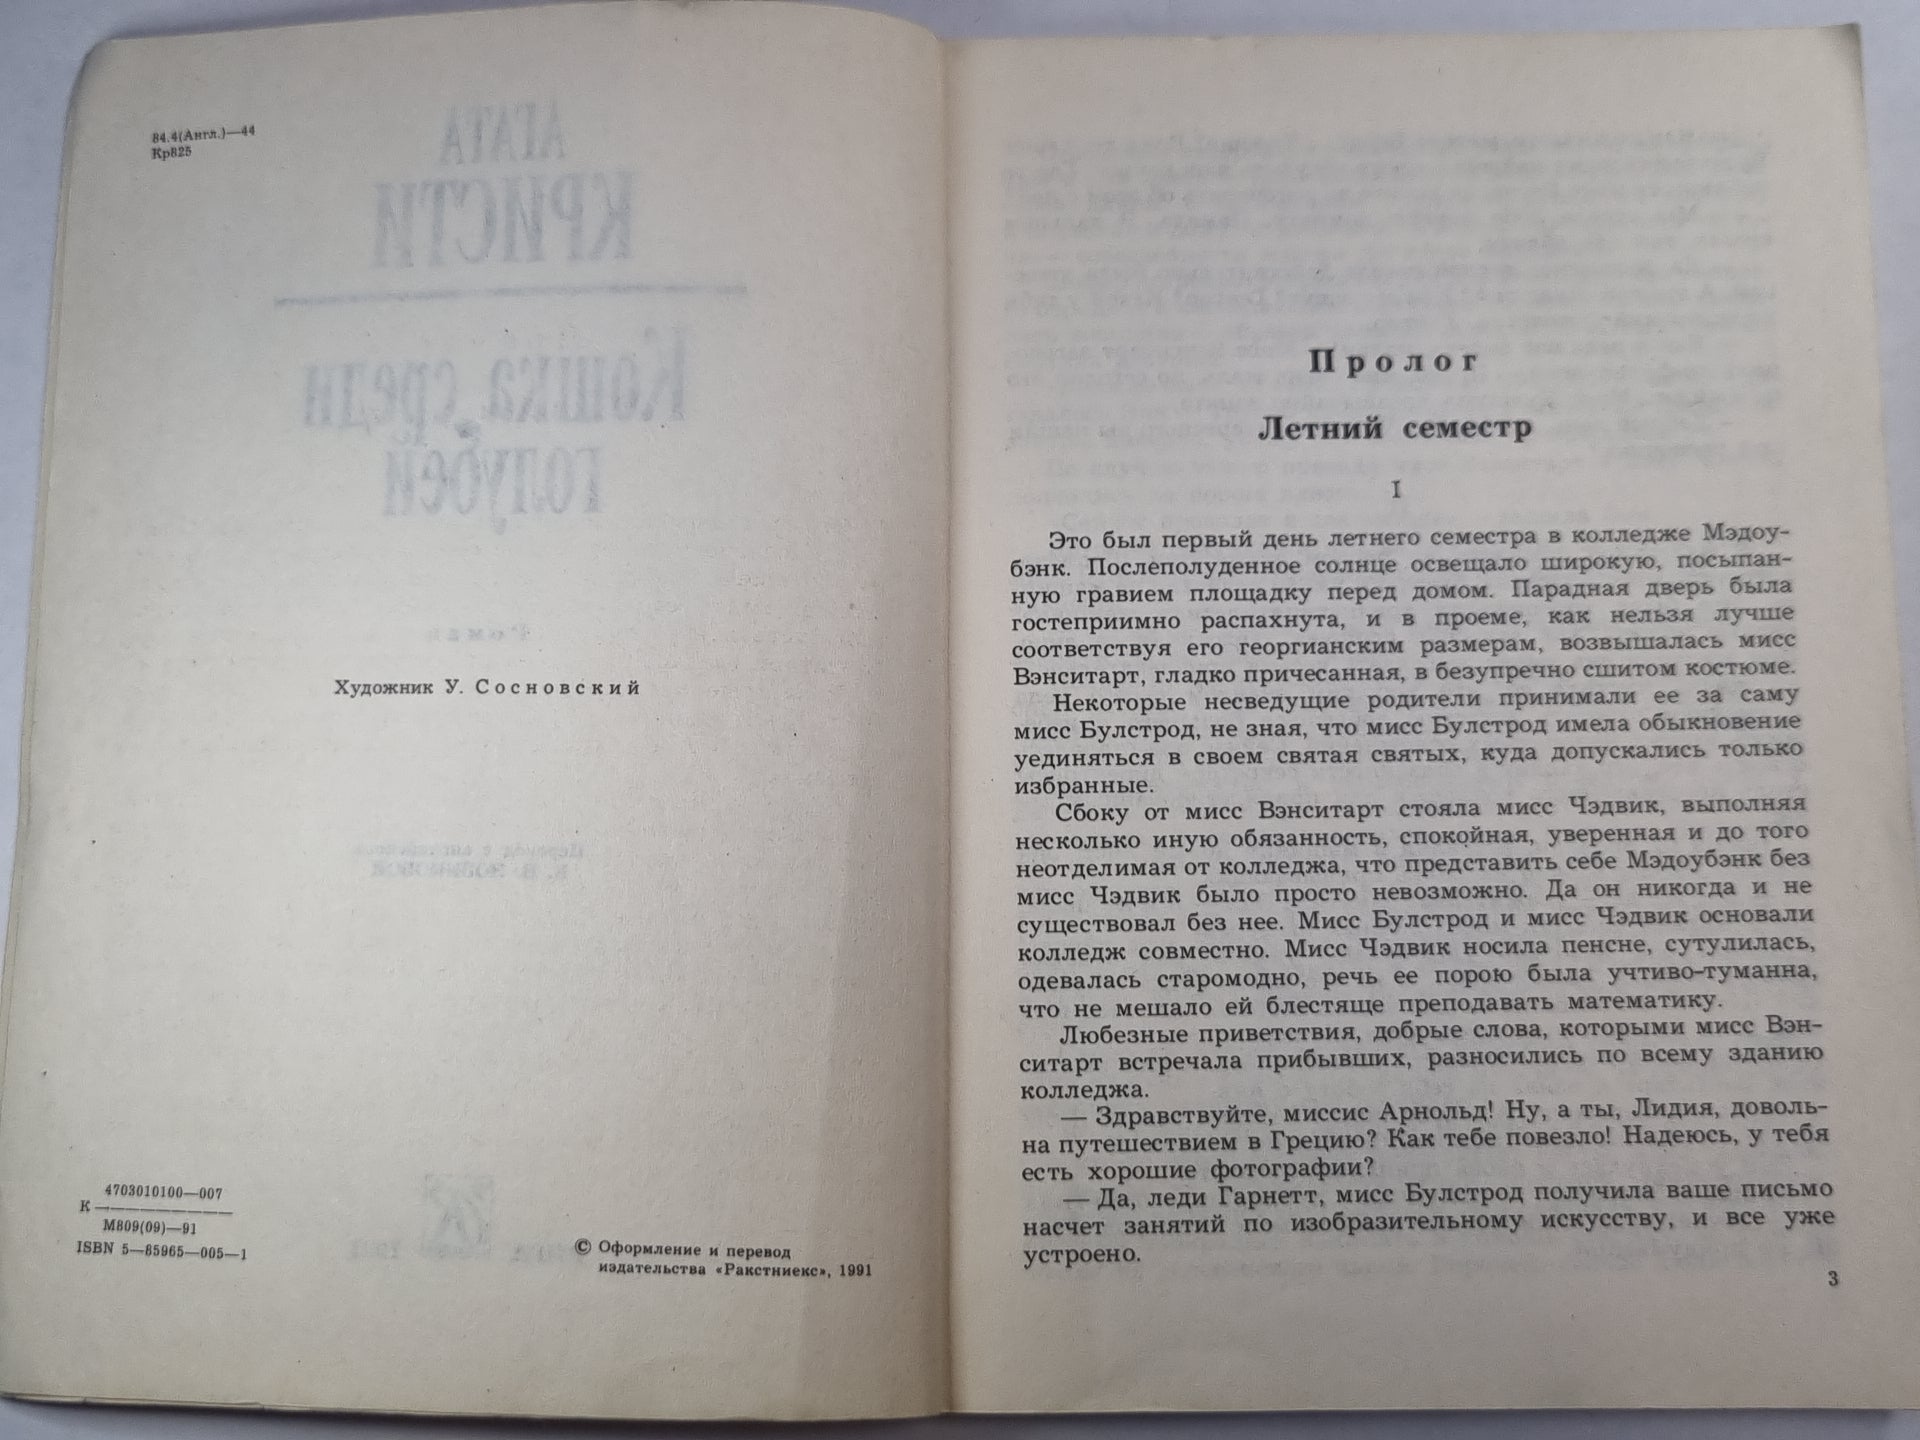 84.4(Англ.)—44
Кр825
АГАТА
КРИСТИ
Кошка среди
голубей
Роман
Художник У. Сосновский
4703010100—007
К —————————
М809(09)—91
ISBN 5—85965—005—1
© Оформление и перевод
издательства «Ракстниекс», 1991
Пролог
Летний семестр
I
Это был первый день летнего семестра в колледже Мэдоу-
бэнк. Послеполуденное солнце освещало широкую, посыпан-
ную гравием площадку перед домом. Парадная дверь была
гостеприимно распахнута, и в проеме, как нельзя лучше
соответствуя его георгианским размерам, возвышалась мисс
Вэнситарт, гладко причесанная, в безупречно сшитом костюме.
Некоторые несведущие родители принимали ее за саму
мисс Булстрод, не зная, что мисс Булстрод имела обыкновение
уединяться в своем святая святых, куда допускались только
избранные.
Сбоку от мисс Вэнситарт стояла мисс Чэдвик, выполняя
несколько иную обязанность, спокойная, уверенная и до того
неотделимая от колледжа, что представить себе Мэдоубэнк без
мисс Чэдвик было просто невозможно. Да он никогда и не
существовал без нее. Мисс Булстрод и мисс Чэдвик основали
колледж совместно. Мисс Чэдвик носила пенсне, сутулилась,
одевалась старомодно, речь ее порою была учтиво-туманна,
что не мешало ей блестяще преподавать математику.
Любезные приветствия, добрые слова, которыми мисс Вэн-
ситарт встречала прибывших, разносились по всему зданию
колледжа.
— Здравствуйте, миссис Арнольд! Ну, а ты, Лидия, доволь-
на путешествием в Грецию? Как тебе повезло! Надеюсь, у тебя
есть хорошие фотографии?
— Да, леди Гарнетт, мисс Булстрод получила ваше письмо
насчет занятий по изобразительному искусству, и все уже
устроено.
3